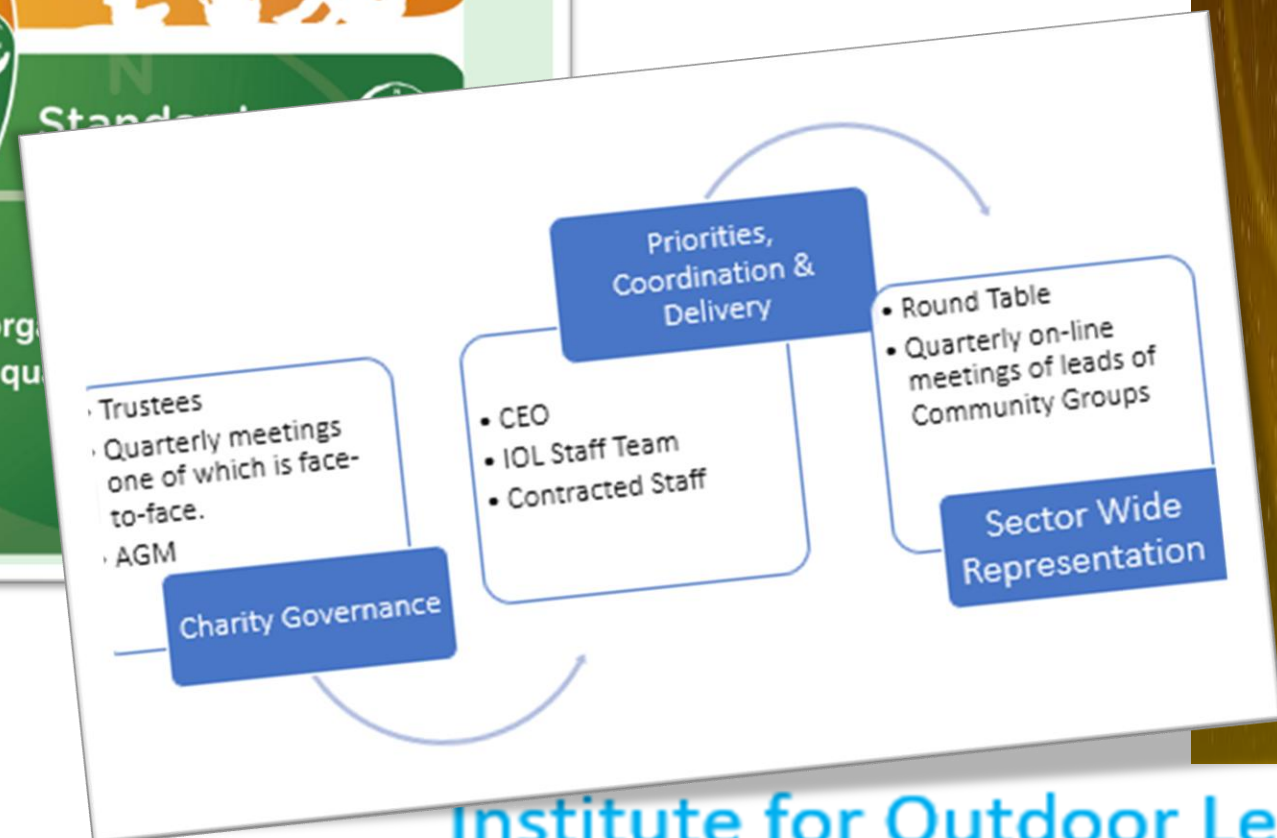 N
• Trustees
• Quarterly meetings
one of which is face-
to-face.
• AGM
Charity Governance
Priorities,
Coordination &
Delivery
• CEO
• IOL Staff Team
• Contracted Staff
• Round Table
• Quarterly on-line
meetings of leads of
Community Groups
Sector Wide
Representation
Institute for Outdoor Le